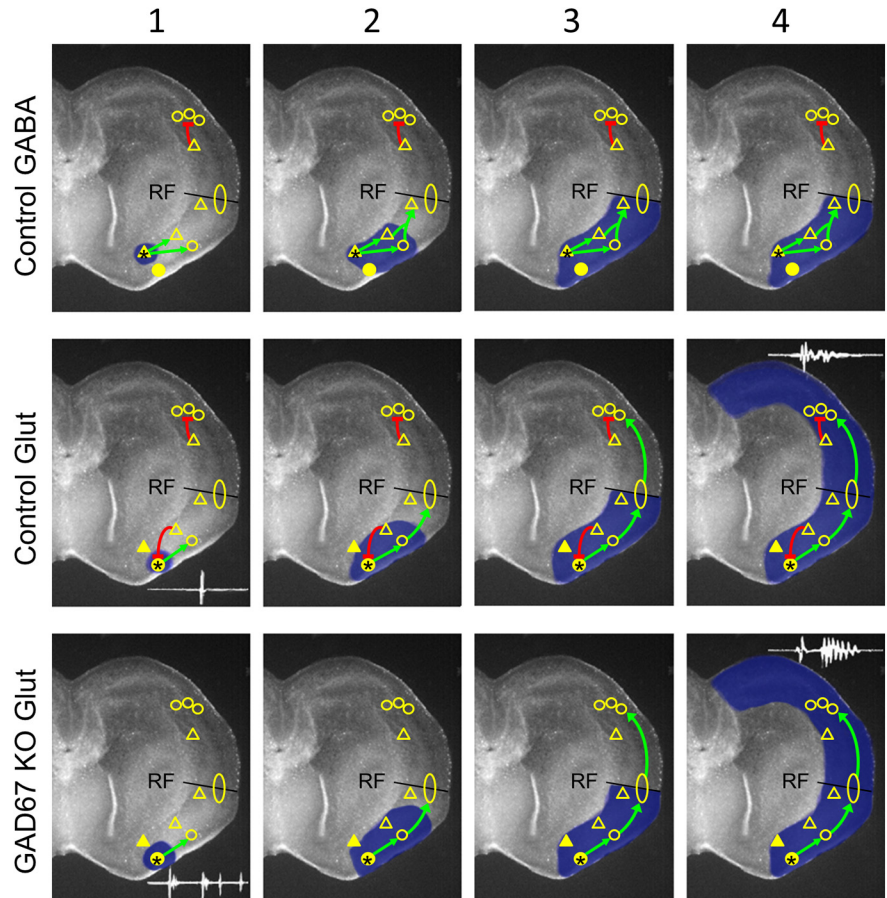 1 2 3 4
Control GABA
RF RF RF RF
Control Glut
RF RF RF RF
GAD67 KO Glut
RF RF RF RF